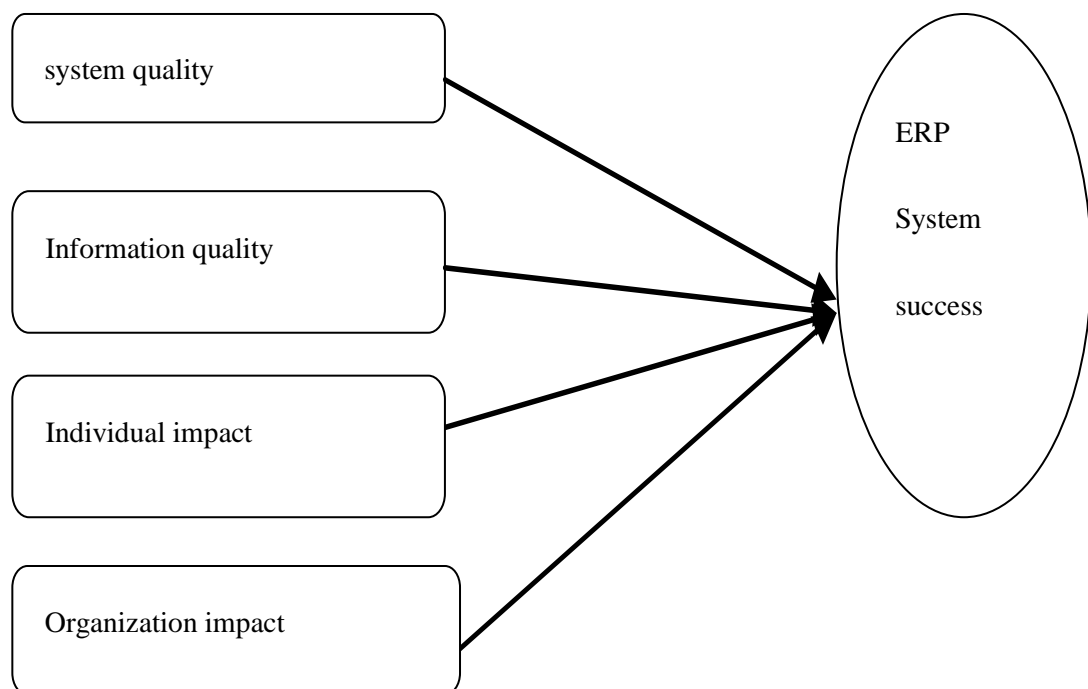 system quality
Information quality
Individual impact
Organization impact
ERP
System
success